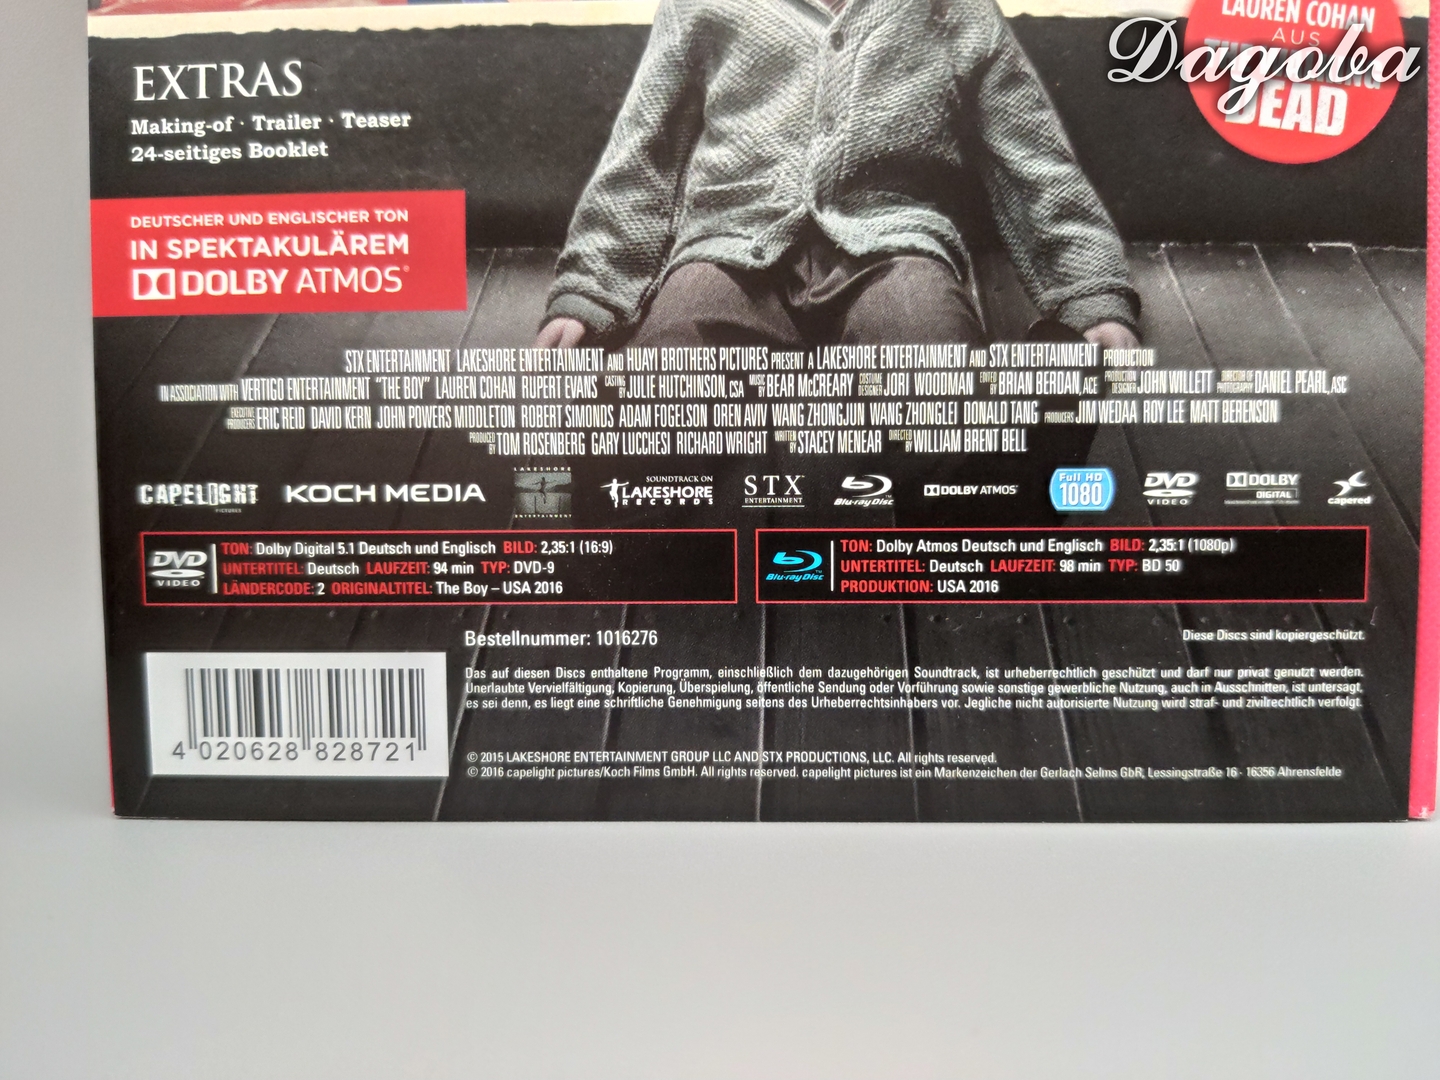 LAUREN COHAN
AUS
DEAD
Dagoba
EXTRAS
Making-of · Trailer · Teaser
24-seitiges Booklet
DEUTSCHER UND ENGLISCHER TON
IN SPEKTAKULÄREM
DOLBY ATMOS
STX ENTERTAINMENT LAKESHORE ENTERTAINMENT AND HUAYI BROTHERS PICTURES PRESENT A LAKESHORE ENTERTAINMENT AND STX ENTERTAINMENT PRODUCTION
IN ASSOCIATION WITH VERTIGO ENTERTAINMENT "THE BOY" LAUREN COHAN RUPERT EVANS CASTING BY JULIE HUTCHINSON, CSA MUSIC BY BEAR McCREARY COSTUME DESIGNER JORI WOODMAN EDITED BY BRIAN BERDAN, ACE PRODUCTION DESIGNER JOHN WILLETT DIRECTOR OF PHOTOGRAPHY DANIEL PEARL, ASC
EXECUTIVE PRODUCERS ERIC REID DAVID KERN JOHN POWERS MIDDLETON ROBERT SIMONDS ADAM FOGELSON OREN AVIV WANG ZHONGJUN WANG ZHONGLEI DONALD TANG PRODUCERS JIM WEDAA ROY LEE MATT BERENSON
PRODUCED BY TOM ROSENBERG GARY LUCCHESI RICHARD WRIGHT WRITTEN BY STACEY MENEAR DIRECTED BY WILLIAM BRENT BELL
CAPELIGHT PICTURES KOCH MEDIA LAKESHORE ENTERTAINMENT SOUNDTRACK ON LAKESHORE RECORDS STX ENTERTAINMENT Blu-ray Disc DOLBY ATMOS Full HD 1080 DVD VIDEO DOLBY DIGITAL capered
DVD VIDEO
TON: Dolby Digital 5.1 Deutsch und Englisch BILD: 2,35:1 (16:9)
UNTERTITEL: Deutsch LAUFZEIT: 94 min TYP: DVD-9
LÄNDERCODE: 2 ORIGINALTITEL: The Boy – USA 2016
Blu-ray Disc
TON: Dolby Atmos Deutsch und Englisch BILD: 2,35:1 (1080p)
UNTERTITEL: Deutsch LAUFZEIT: 98 min TYP: BD 50
PRODUKTION: USA 2016
Bestellnummer: 1016276
Diese Discs sind kopiergeschützt.
Das auf diesen Discs enthaltene Programm, einschließlich dem dazugehörigen Soundtrack, ist urheberrechtlich geschützt und darf nur privat genutzt werden.
Unerlaubte Vervielfältigung, Kopierung, Überspielung, öffentliche Sendung oder Vorführung sowie sonstige gewerbliche Nutzung, auch in Ausschnitten, ist untersagt,
es sei denn, es liegt eine schriftliche Genehmigung seitens des Urheberrechtsinhabers vor. Jegliche nicht autorisierte Nutzung wird straf- und zivilrechtlich verfolgt.
4 020628 828721
© 2015 LAKESHORE ENTERTAINMENT GROUP LLC AND STX PRODUCTIONS, LLC. All rights reserved.
© 2016 capelight pictures/Koch Films GmbH. All rights reserved. capelight pictures ist ein Markenzeichen der Gerlach Selms GbR, Lessingstraße 16 - 16356 Ahrensfelde